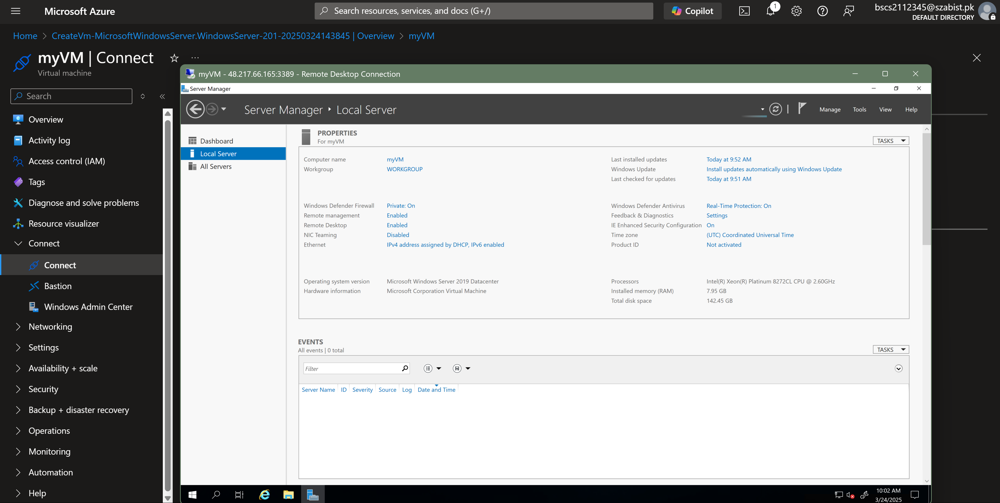 Microsoft Azure
Search resources, services, and docs (G+/)
Copilot
1
bscs2112345@szabist.pk
DEFAULT DIRECTORY
Home > CreateVm-MicrosoftWindowsServer.WindowsServer-201-20250324143845 | Overview > myVM
myVM | Connect
...
Virtual machine
Search
Overview
Activity log
Access control (IAM)
Tags
Diagnose and solve problems
Resource visualizer
Connect
Connect
Bastion
Windows Admin Center
Networking
Settings
Availability + scale
Security
Backup + disaster recovery
Operations
Monitoring
Automation
Help
myVM - 48.217.66.165:3389 - Remote Desktop Connection
Server Manager
Server Manager ▸ Local Server
Manage Tools View Help
Dashboard
Local Server
All Servers
PROPERTIES
For myVM
TASKS
Computer name myVM
Workgroup WORKGROUP
Last installed updates Today at 9:52 AM
Windows Update Install updates automatically using Windows Update
Last checked for updates Today at 9:51 AM
Windows Defender Firewall Private: On
Remote management Enabled
Remote Desktop Enabled
NIC Teaming Disabled
Ethernet IPv4 address assigned by DHCP, IPv6 enabled
Windows Defender Antivirus Real-Time Protection: On
Feedback & Diagnostics Settings
IE Enhanced Security Configuration On
Time zone (UTC) Coordinated Universal Time
Product ID Not activated
Operating system version Microsoft Windows Server 2019 Datacenter
Hardware information Microsoft Corporation Virtual Machine
Processors Intel(R) Xeon(R) Platinum 8272CL CPU @ 2.60GHz
Installed memory (RAM) 7.95 GB
Total disk space 142.45 GB
EVENTS
All events | 0 total
TASKS
Filter
Server Name ID Severity Source Log Date and Time
10:02 AM
3/24/2025